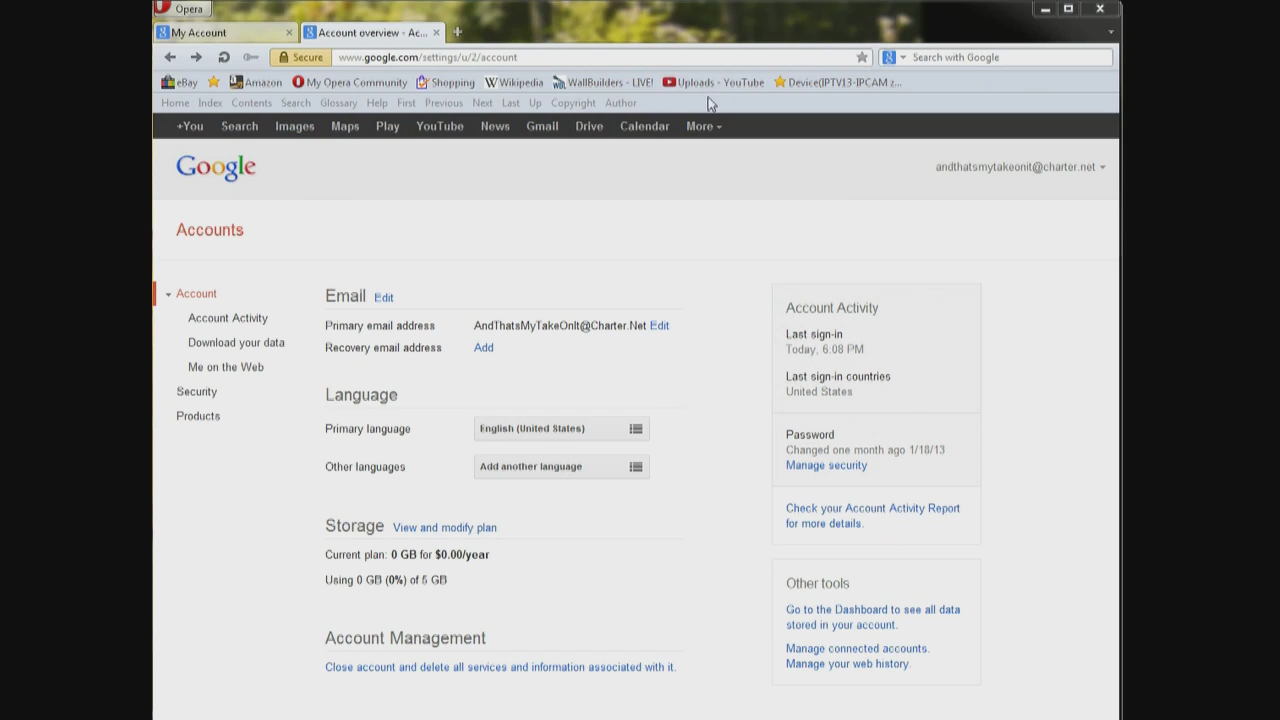 Opera
My Account
Account overview - Ac...
Secure
www.google.com/settings/u/2/account
Search with Google
eBay
Amazon
My Opera Community
Shopping
Wikipedia
WallBuilders - LIVE!
Uploads - YouTube
Device(IPTV13-IPCAM z...
Home Index Contents Search Glossary Help First Previous Next Last Up Copyright Author
+You Search Images Maps Play YouTube News Gmail Drive Calendar More
Google
andthatsmytakeonit@charter.net
Accounts
Account
Account Activity
Download your data
Me on the Web
Security
Products
Email Edit
Primary email address AndThatsMyTakeOnIt@Charter.Net Edit
Recovery email address Add
Language
Primary language English (United States)
Other languages Add another language
Storage View and modify plan
Current plan: 0 GB for $0.00/year
Using 0 GB (0%) of 5 GB
Account Management
Close account and delete all services and information associated with it.
Account Activity
Last sign-in
Today, 6:08 PM
Last sign-in countries
United States
Password
Changed one month ago 1/18/13
Manage security
Check your Account Activity Report
for more details.
Other tools
Go to the Dashboard to see all data
stored in your account.
Manage connected accounts.
Manage your web history.